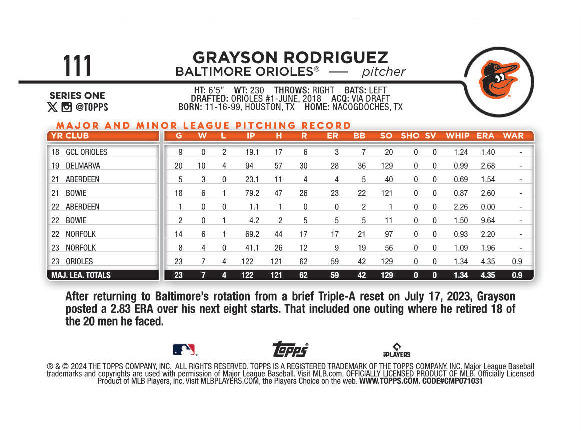 111
GRAYSON RODRIGUEZ
BALTIMORE ORIOLES® — pitcher
SERIES ONE
@TOPPS
HT: 6'5" WT: 230 THROWS: RIGHT BATS: LEFT
DRAFTED: ORIOLES #1-JUNE, 2018 ACQ: VIA DRAFT
BORN: 11-16-99, HOUSTON, TX HOME: NACOGDOCHES, TX
MAJOR AND MINOR LEAGUE PITCHING RECORD
YR CLUB G W L IP H R ER BB SO SHO SV WHIP ERA WAR
18 GCL ORIOLES 9 0 2 19.1 17 6 3 7 20 0 0 1.24 1.40 -
19 DELMARVA 20 10 4 94 57 30 28 36 129 0 0 0.99 2.68 -
21 ABERDEEN 5 3 0 23.1 11 4 4 5 40 0 0 0.69 1.54 -
21 BOWIE 18 6 1 79.2 47 26 23 22 121 0 0 0.87 2.60 -
22 ABERDEEN 1 0 0 1.1 1 0 0 2 1 0 0 2.26 0.00 -
22 BOWIE 2 0 1 4.2 2 5 5 5 11 0 0 1.50 9.64 -
22 NORFOLK 14 6 1 69.2 44 17 17 21 97 0 0 0.93 2.20 -
23 NORFOLK 8 4 0 41.1 26 12 9 19 56 0 0 1.09 1.96 -
23 ORIOLES 23 7 4 122 121 62 59 42 129 0 0 1.34 4.35 0.9
MAJ. LEA. TOTALS 23 7 4 122 121 62 59 42 129 0 0 1.34 4.35 0.9
After returning to Baltimore's rotation from a brief Triple-A reset on July 17, 2023, Grayson
posted a 2.83 ERA over his next eight starts. That included one outing where he retired 18 of
the 20 men he faced.
Topps
PLAYERS
® & © 2024 THE TOPPS COMPANY, INC. ALL RIGHTS RESERVED. TOPPS IS A REGISTERED TRADEMARK OF THE TOPPS COMPANY, INC. Major League Baseball
trademarks and copyrights are used with permission of Major League Baseball. Visit MLB.com. OFFICIALLY LICENSED PRODUCT OF MLB. Officially Licensed
Product of MLB Players, Inc. Visit MLBPLAYERS.COM, the Players Choice on the web. WWW.TOPPS.COM. CODE#CMP071031